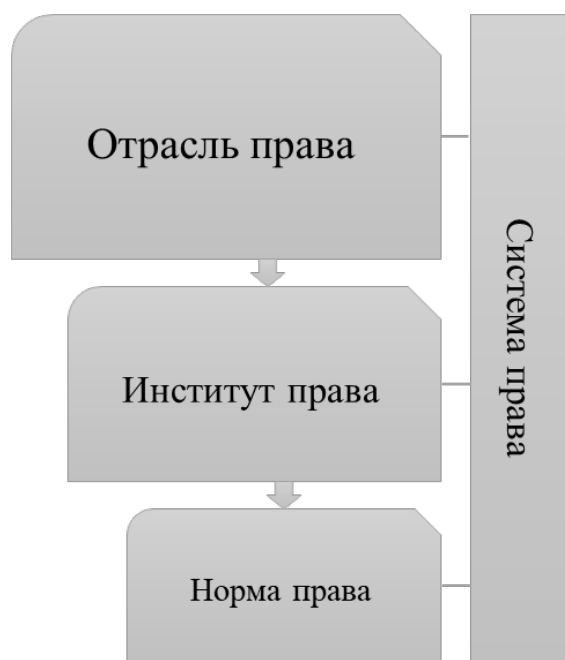 Отрасль права
Институт права
Норма права
Система права